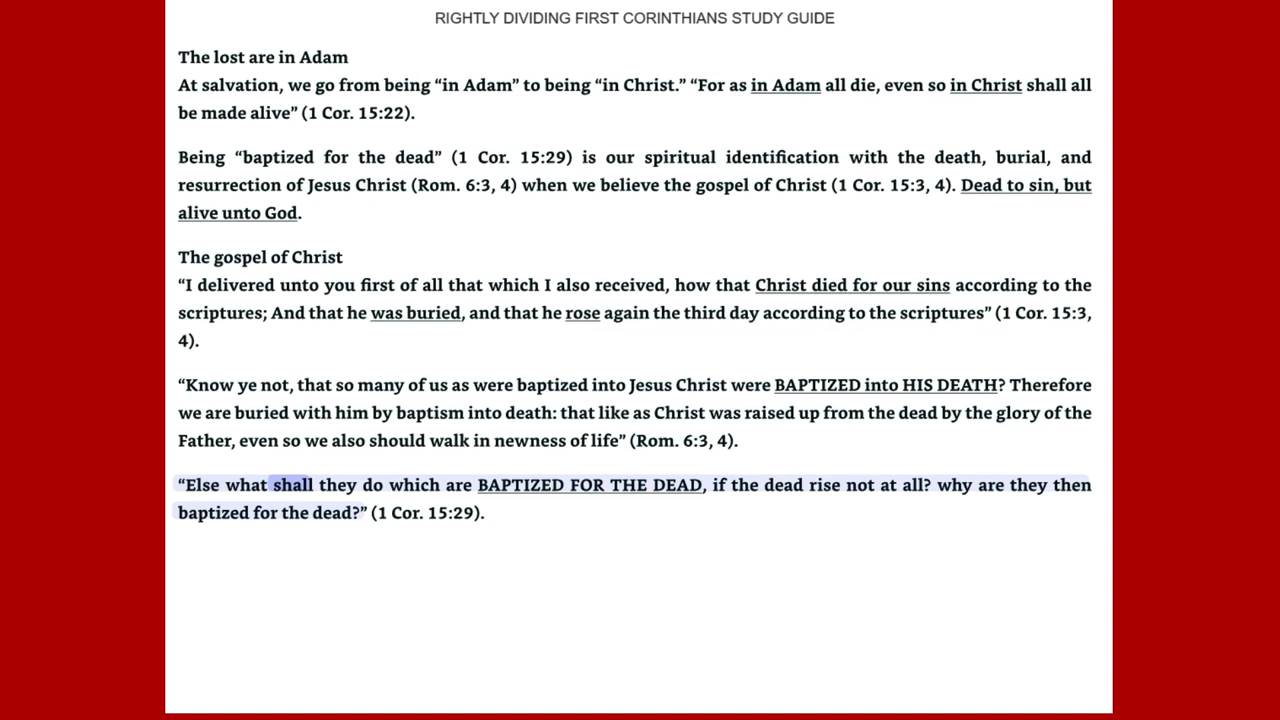 RIGHTLY DIVIDING FIRST CORINTHIANS STUDY GUIDE
The lost are in Adam
At salvation, we go from being “in Adam” to being “in Christ.” “For as in Adam all die, even so in Christ shall all
be made alive” (1 Cor. 15:22).
Being “baptized for the dead” (1 Cor. 15:29) is our spiritual identification with the death, burial, and
resurrection of Jesus Christ (Rom. 6:3, 4) when we believe the gospel of Christ (1 Cor. 15:3, 4). Dead to sin, but
alive unto God.
The gospel of Christ
“I delivered unto you first of all that which I also received, how that Christ died for our sins according to the
scriptures; And that he was buried, and that he rose again the third day according to the scriptures” (1 Cor. 15:3,
4).
“Know ye not, that so many of us as were baptized into Jesus Christ were BAPTIZED into HIS DEATH? Therefore
we are buried with him by baptism into death: that like as Christ was raised up from the dead by the glory of the
Father, even so we also should walk in newness of life” (Rom. 6:3, 4).
“Else what shall they do which are BAPTIZED FOR THE DEAD, if the dead rise not at all? why are they then
baptized for the dead?” (1 Cor. 15:29).